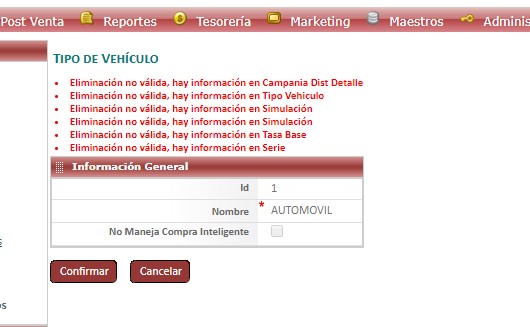 Post Venta Reportes Tesorería Marketing Maestros Adminis
TIPO DE VEHÍCULO
Eliminación no válida, hay información en Campania Dist Detalle
Eliminación no válida, hay información en Tipo Vehiculo
Eliminación no válida, hay información en Simulación
Eliminación no válida, hay información en Simulación
Eliminación no válida, hay información en Tasa Base
Eliminación no válida, hay información en Serie
Información General
Id 1
Nombre * AUTOMOVIL
No Maneja Compra Inteligente
Confirmar Cancelar